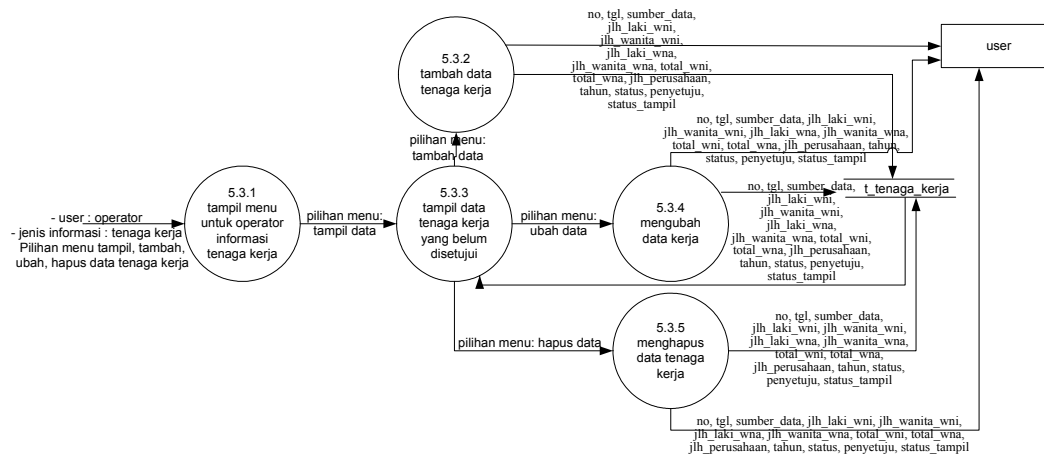 no, tgl, sumber_data,
jlh_laki_wni,
jlh_wanita_wni,
jlh_laki_wna,
jlh_wanita_wna, total_wni,
total_wna, jlh_perusahaan,
tahun, status, penyetuju,
status_tampil
user
5.3.2
tambah data
tenaga kerja
pilihan menu:
tambah data
no, tgl, sumber_data, jlh_laki_wni,
jlh_wanita_wni, jlh_laki_wna, jlh_wanita_wna,
total_wni, total_wna, jlh_perusahaan, tahun,
status, penyetuju, status_tampil
- user : operator
- jenis informasi : tenaga kerja
Pilihan menu tampil, tambah,
ubah, hapus data tenaga kerja
5.3.1
tampil menu
untuk operator
informasi
tenaga kerja
pilihan menu:
tampil data
5.3.3
tampil data
tenaga kerja
yang belum
disetujui
pilihan menu:
ubah data
5.3.4
mengubah
data kerja
no, tgl, sumber_data,
jlh_laki_wni,
jlh_wanita_wni,
jlh_laki_wna,
jlh_wanita_wna, total_wni,
total_wna, jlh_perusahaan,
tahun, status, penyetuju,
status_tampil
t_tenaga_kerja
pilihan menu: hapus data
5.3.5
menghapus
data tenaga
kerja
no, tgl, sumber_data,
jlh_laki_wni, jlh_wanita_wni,
jlh_laki_wna, jlh_wanita_wna,
total_wni, total_wna,
jlh_perusahaan, tahun, status,
penyetuju, status_tampil
no, tgl, sumber_data, jlh_laki_wni, jlh_wanita_wni,
jlh_laki_wna, jlh_wanita_wna, total_wni, total_wna,
jlh_perusahaan, tahun, status, penyetuju, status_tampil